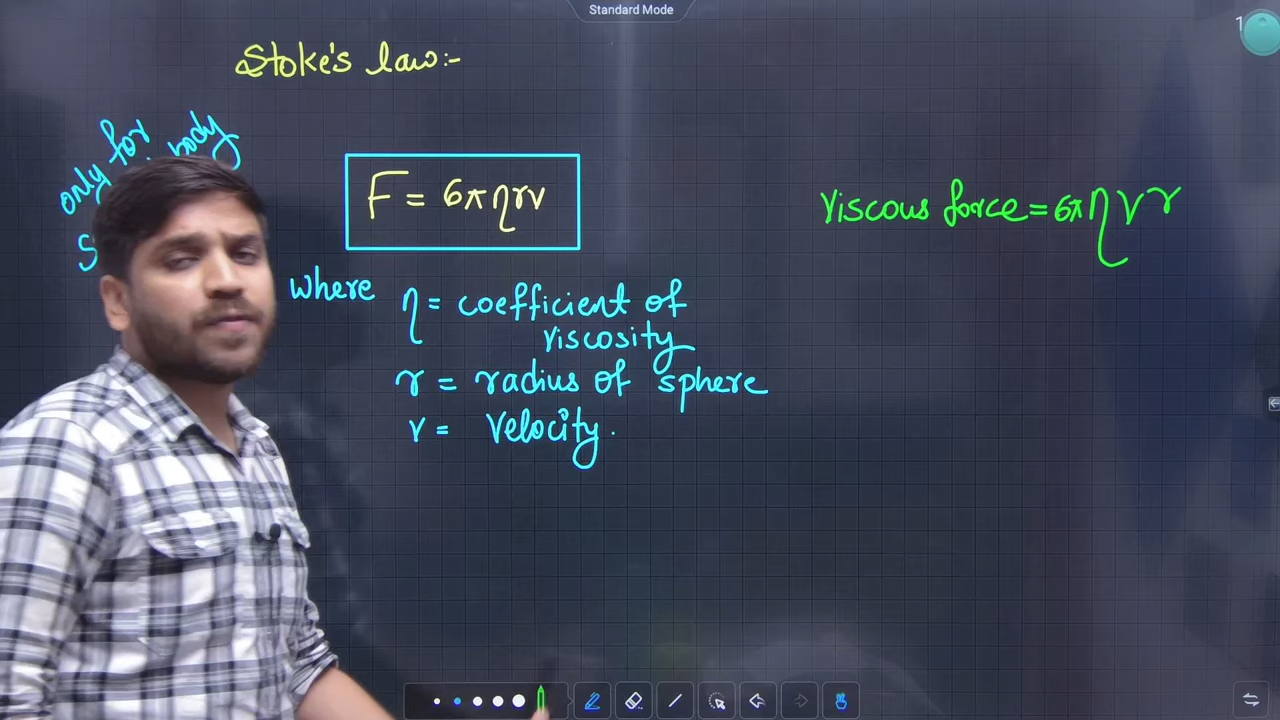 Standard Mode
1
Stoke's law:-
only for
body
F = 6πηrv
Viscous force = 6πηvr
where η = coefficient of
viscosity
r = radius of sphere
v = velocity.